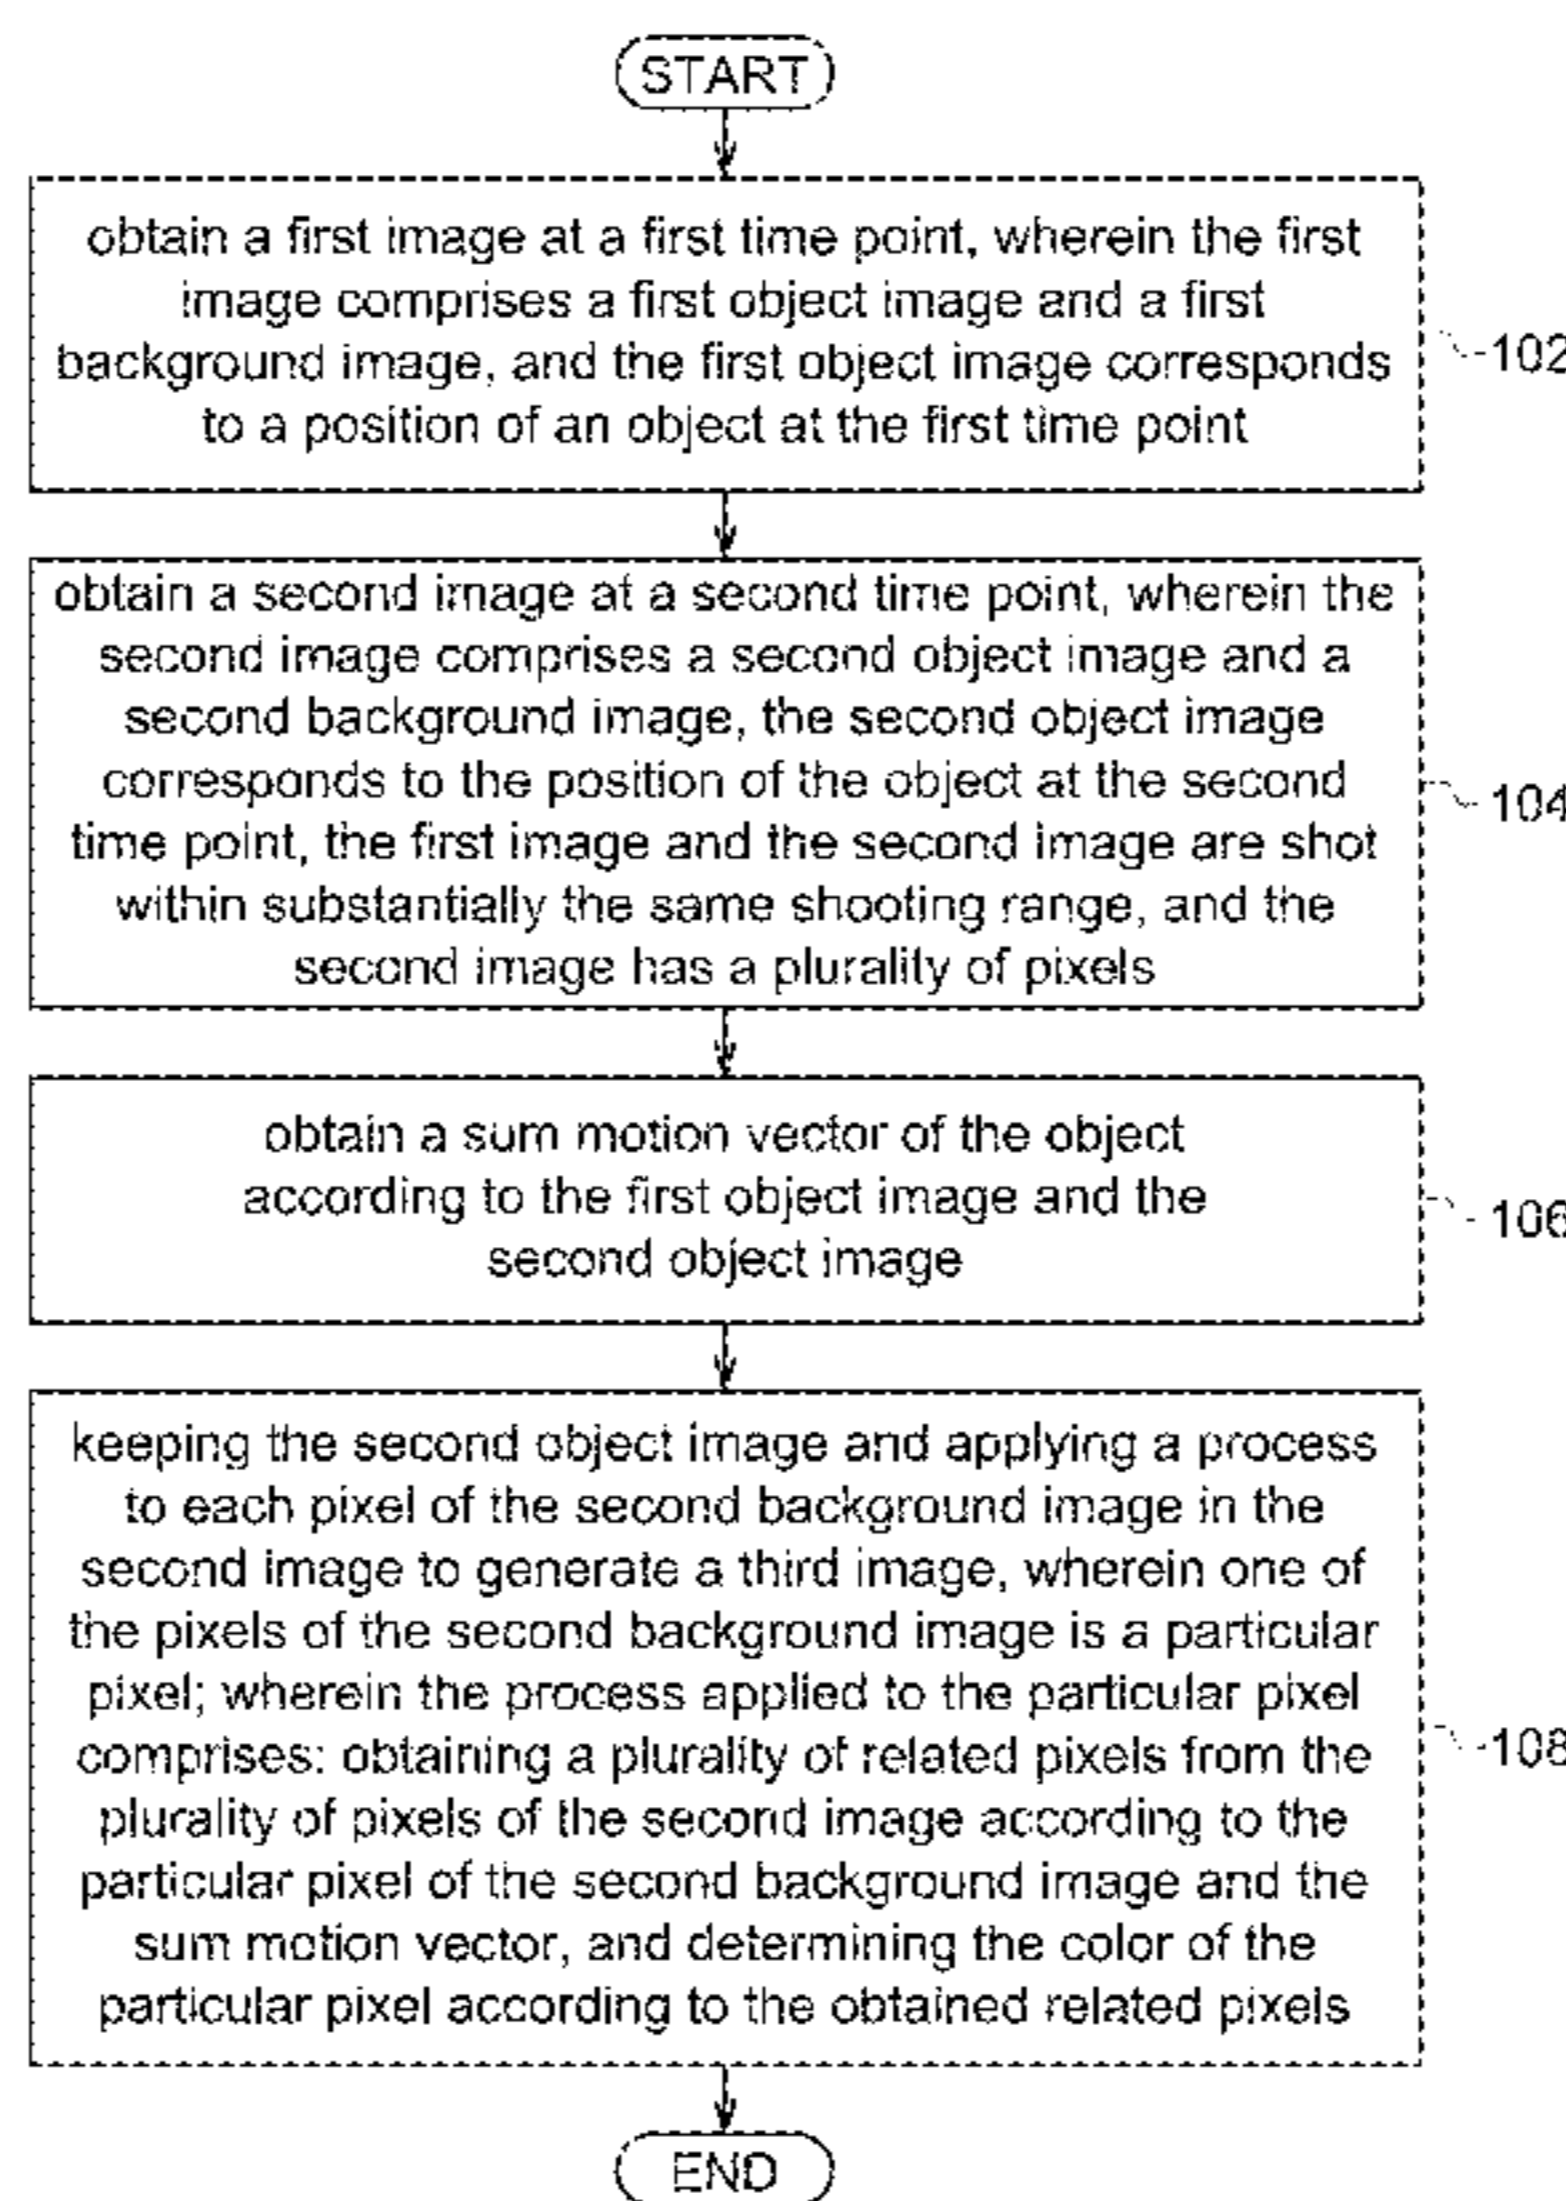 START
obtain a first image at a first time point, wherein the first
image comprises a first object image and a first
background image, and the first object image corresponds
to a position of an object at the first time point
102
obtain a second image at a second time point, wherein the
second image comprises a second object image and a
second background image, the second object image
corresponds to the position of the object at the second
time point, the first image and the second image are shot
within substantially the same shooting range, and the
second image has a plurality of pixels
104
obtain a sum motion vector of the object
according to the first object image and the
second object image
106
keeping the second object image and applying a process
to each pixel of the second background image in the
second image to generate a third image, wherein one of
the pixels of the second background image is a particular
pixel; wherein the process applied to the particular pixel
comprises: obtaining a plurality of related pixels from the
plurality of pixels of the second image according to the
particular pixel of the second background image and the
sum motion vector, and determining the color of the
particular pixel according to the obtained related pixels
108
END